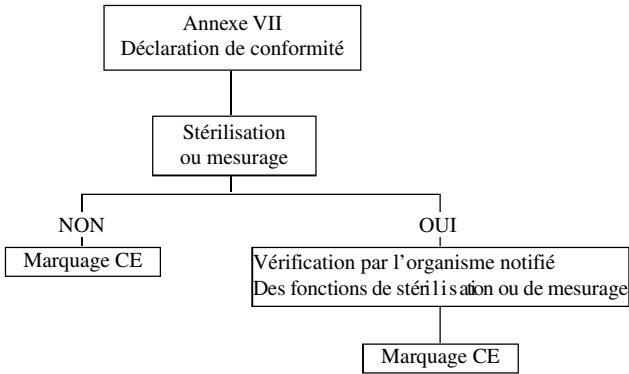 Annexe VII
Déclaration de conformité
Stérilisation
ou mesurage
NON
OUI
Marquage CE
Vérification par l'organisme notifié
Des fonctions de stérilisation ou de mesurage
Marquage CE